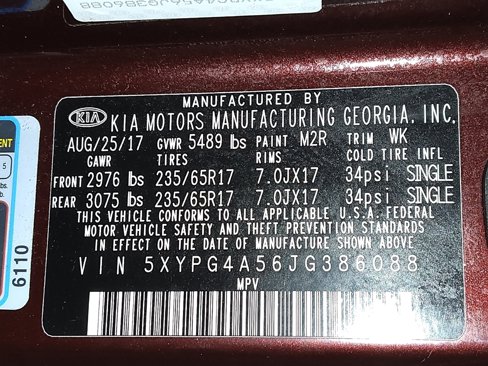 MANUFACTURED BY
KIA KIA MOTORS MANUFACTURING GEORGIA, INC.
AUG/25/17 GVWR 5489 lbs PAINT M2R TRIM WK
GAWR TIRES RIMS COLD TIRE INFL
FRONT 2976 lbs 235/65R17 7.0JX17 34psi SINGLE
REAR 3075 lbs 235/65R17 7.0JX17 34psi SINGLE
THIS VEHICLE CONFORMS TO ALL APPLICABLE U.S.A. FEDERAL
MOTOR VEHICLE SAFETY AND THEFT PREVENTION STANDARDS
IN EFFECT ON THE DATE OF MANUFACTURE SHOWN ABOVE.
VIN 5XYPG4A56JG386088
MPV
5
lbs.
6110